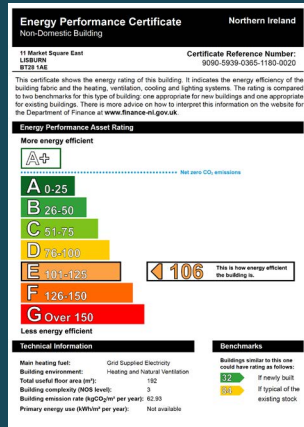 Energy Performance Certificate
Northern Ireland
Non-Domestic Building
11 Market Square East
LISBURN
BT28 1AE
Certificate Reference Number:
9090-5939-0365-1180-0020
This certificate shows the energy rating of this building. It indicates the energy efficiency of the
building fabric and the heating, ventilation, cooling and lighting systems. The rating is compared
to two benchmarks for this type of building: one appropriate for new buildings and one appropriate
for existing buildings. There is more advice on how to interpret this information on the website for
the Department of Finance at www.finance-ni.gov.uk.
Energy Performance Asset Rating
More energy efficient
A+
Net zero CO₂ emissions
A 0-25
B 26-50
C 51-75
D 76-100
E 101-125
106
This is how energy efficient
the building is.
F 126-150
G Over 150
Less energy efficient
Technical Information
Main heating fuel: Grid Supplied Electricity
Building environment: Heating and Natural Ventilation
Total useful floor area (m²): 192
Building complexity (NOS level): 3
Building emission rate (kgCO₂/m² per year): 62.93
Primary energy use (kWh/m² per year): Not available
Benchmarks
Buildings similar to this one
could have rating as follows:
32 If newly built
If typical of the
existing stock